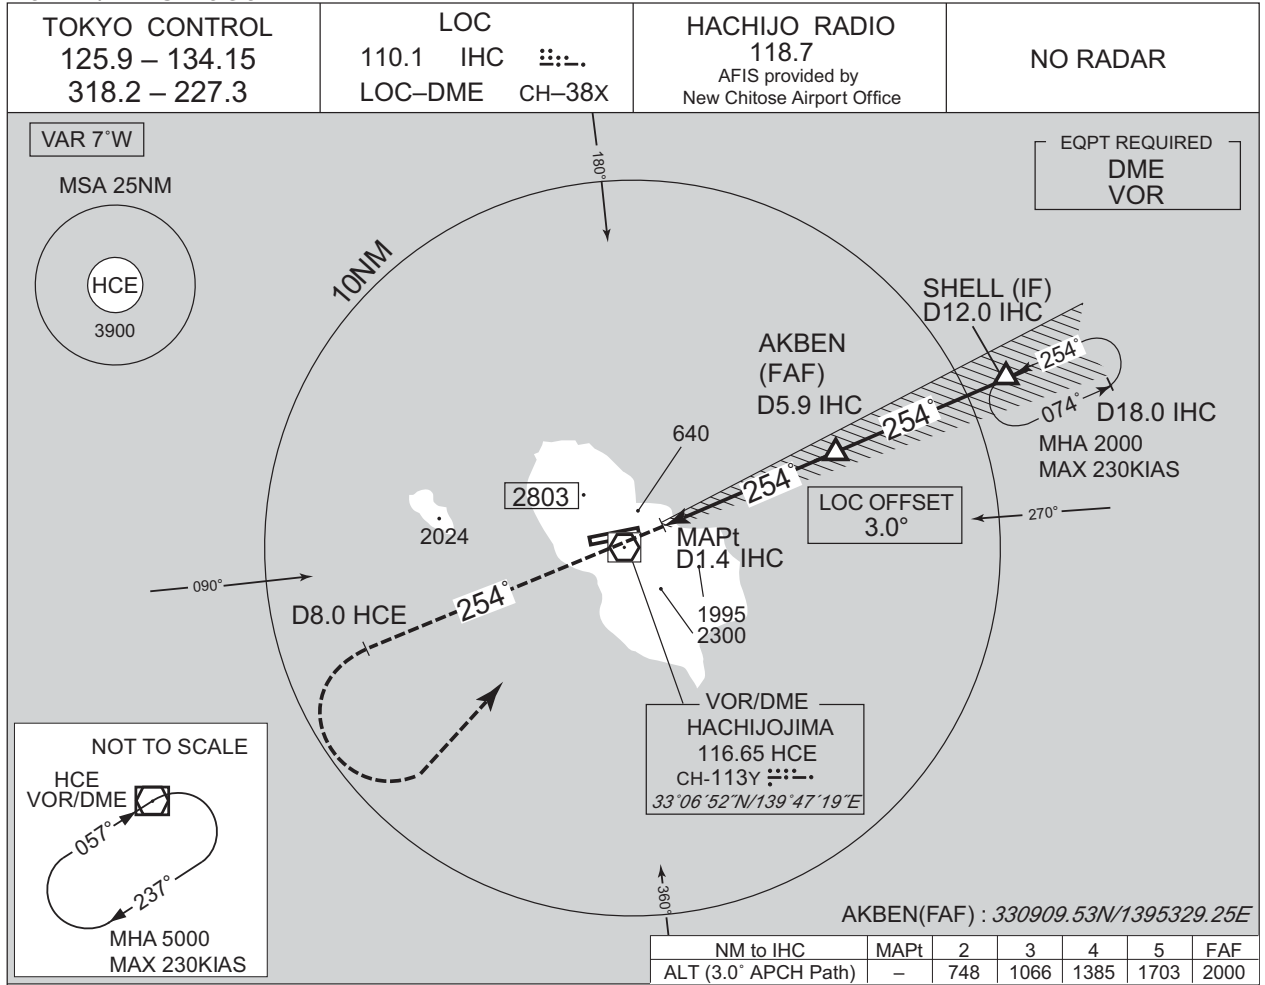 TOKYO CONTROL
125.9 – 134.15
318.2 – 227.3
LOC
110.1 IHC
LOC–DME CH–38X
HACHIJO RADIO
118.7
AFIS provided by
New Chitose Airport Office
NO RADAR
VAR 7˚W
MSA 25NM
HCE
3900
10NM
180°
EQPT REQUIRED
DME
VOR
SHELL (IF)
D12.0 IHC
254°
074°
D18.0 IHC
MHA 2000
MAX 230KIAS
AKBEN
(FAF)
D5.9 IHC
254°
254°
640
2803
2024
LOC OFFSET
3.0°
270°
MAPt
D1.4 IHC
1995
2300
090°
D8.0 HCE
254°
VOR/DME
HACHIJOJIMA
116.65 HCE
CH-113Y
33˚06´52˝N/139˚47´19˝E
NOT TO SCALE
HCE
VOR/DME
057°
237°
MHA 5000
MAX 230KIAS
360°
AKBEN(FAF) : 330909.53N/1395329.25E
NM to IHC MAPt 2 3 4 5 FAF
ALT (3.0˚ APCH Path) – 748 1066 1385 1703 2000